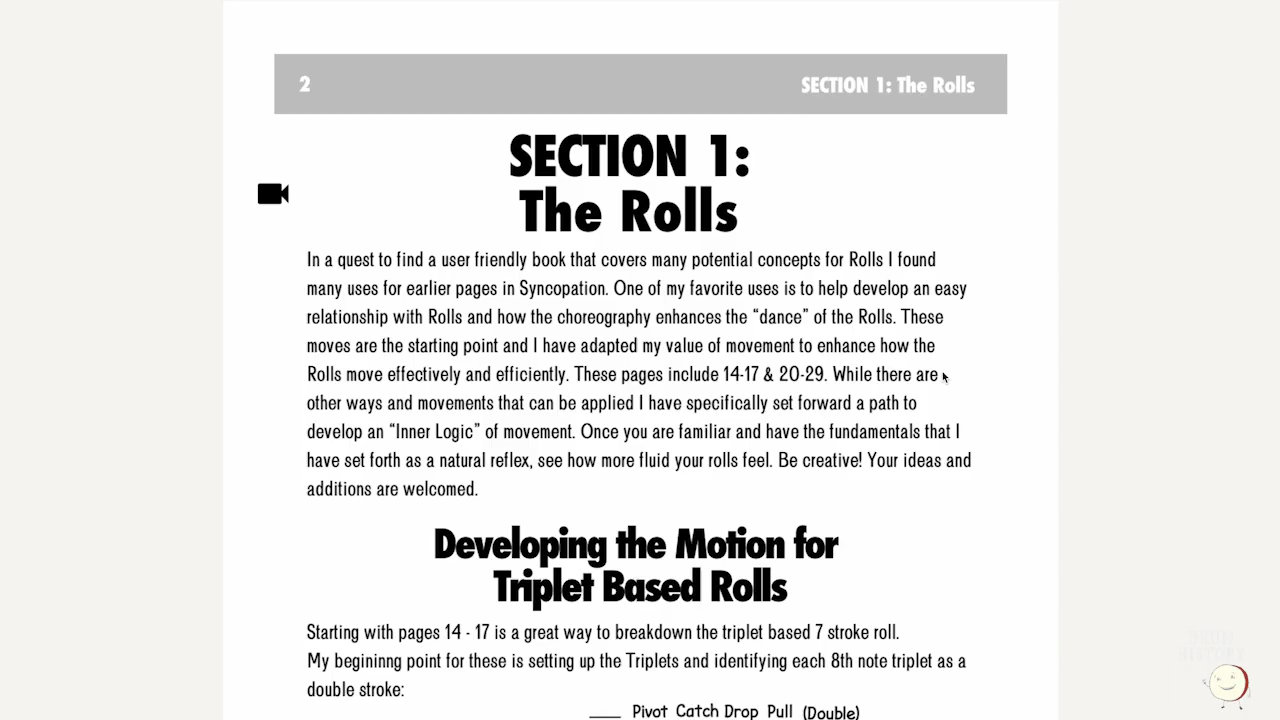 2
SECTION 1: The Rolls
SECTION 1:
The Rolls
In a quest to find a user friendly book that covers many potential concepts for Rolls I found
many uses for earlier pages in Syncopation. One of my favorite uses is to help develop an easy
relationship with Rolls and how the choreography enhances the “dance” of the Rolls. These
moves are the starting point and I have adapted my value of movement to enhance how the
Rolls move effectively and efficiently. These pages include 14-17 & 20-29. While there are
other ways and movements that can be applied I have specifically set forward a path to
develop an “Inner Logic” of movement. Once you are familiar and have the fundamentals that I
have set forth as a natural reflex, see how more fluid your rolls feel. Be creative! Your ideas and
additions are welcomed.
Developing the Motion for
Triplet Based Rolls
Starting with pages 14 - 17 is a great way to breakdown the triplet based 7 stroke roll.
My begininng point for these is setting up the Triplets and identifying each 8th note triplet as a
double stroke:
Pivot Catch Drop Pull (Double)
DRUM
HISTORY